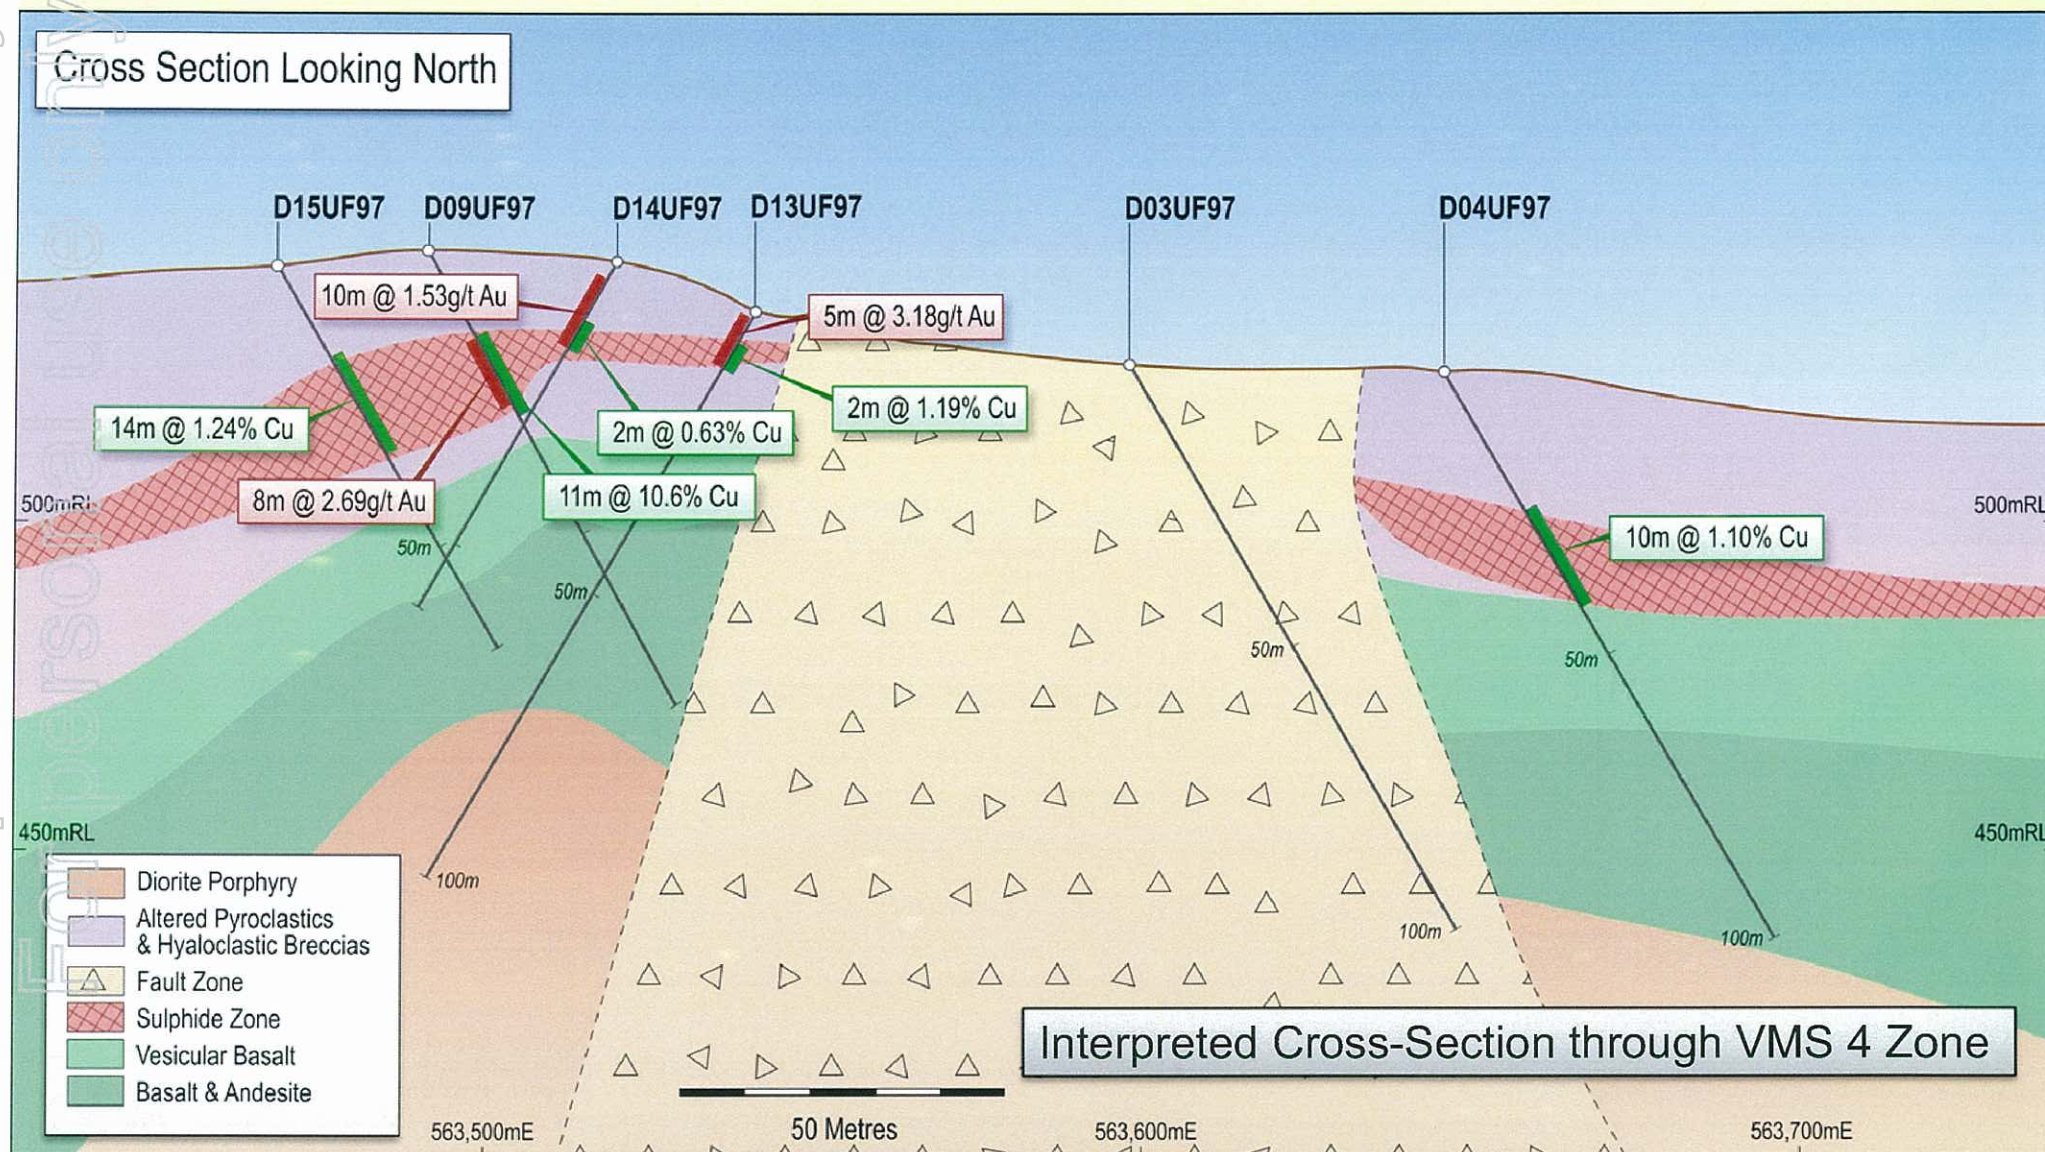 Cross Section Looking North
For personal use only
D15UF97
D09UF97
D14UF97
D13UF97
D03UF97
D04UF97
10m @ 1.53g/t Au
5m @ 3.18g/t Au
14m @ 1.24% Cu
2m @ 0.63% Cu
2m @ 1.19% Cu
8m @ 2.69g/t Au
11m @ 10.6% Cu
10m @ 1.10% Cu
500mRL
500mRL
50m
50m
50m
50m
450mRL
450mRL
100m
100m
100m
Diorite Porphyry
Altered Pyroclastics
& Hyaloclastic Breccias
Fault Zone
Sulphide Zone
Vesicular Basalt
Basalt & Andesite
Interpreted Cross-Section through VMS 4 Zone
50 Metres
563,500mE
563,600mE
563,700mE